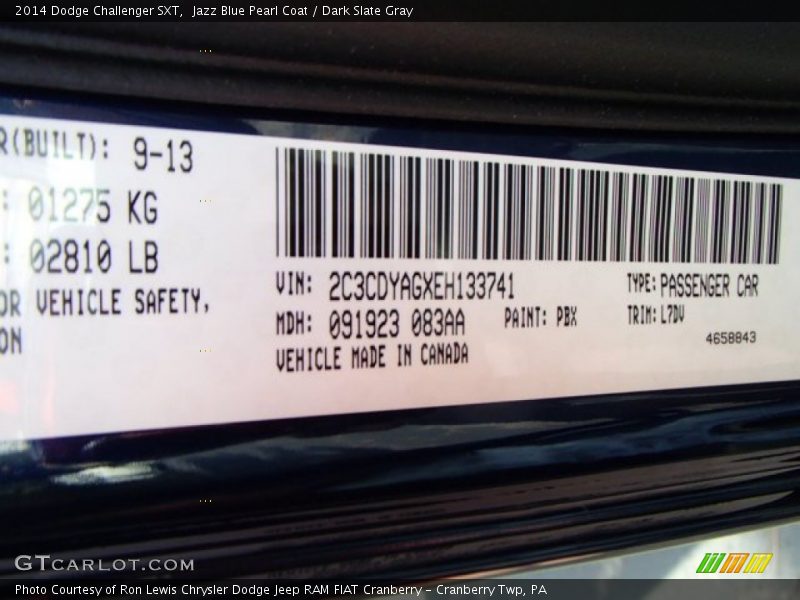 2014 Dodge Challenger SXT, Jazz Blue Pearl Coat / Dark Slate Gray
R(BUILT): 9-13
: 01275 KG
: 02810 LB
OR VEHICLE SAFETY,
ON
VIN: 2C3CDYAGXEH133741
TYPE: PASSENGER CAR
MDH: 091923 083AA
PAINT: PBX
TRIM: L7DV
VEHICLE MADE IN CANADA
4658843
GTCARLOT.COM
Photo Courtesy of Ron Lewis Chrysler Dodge Jeep RAM FIAT Cranberry – Cranberry Twp, PA